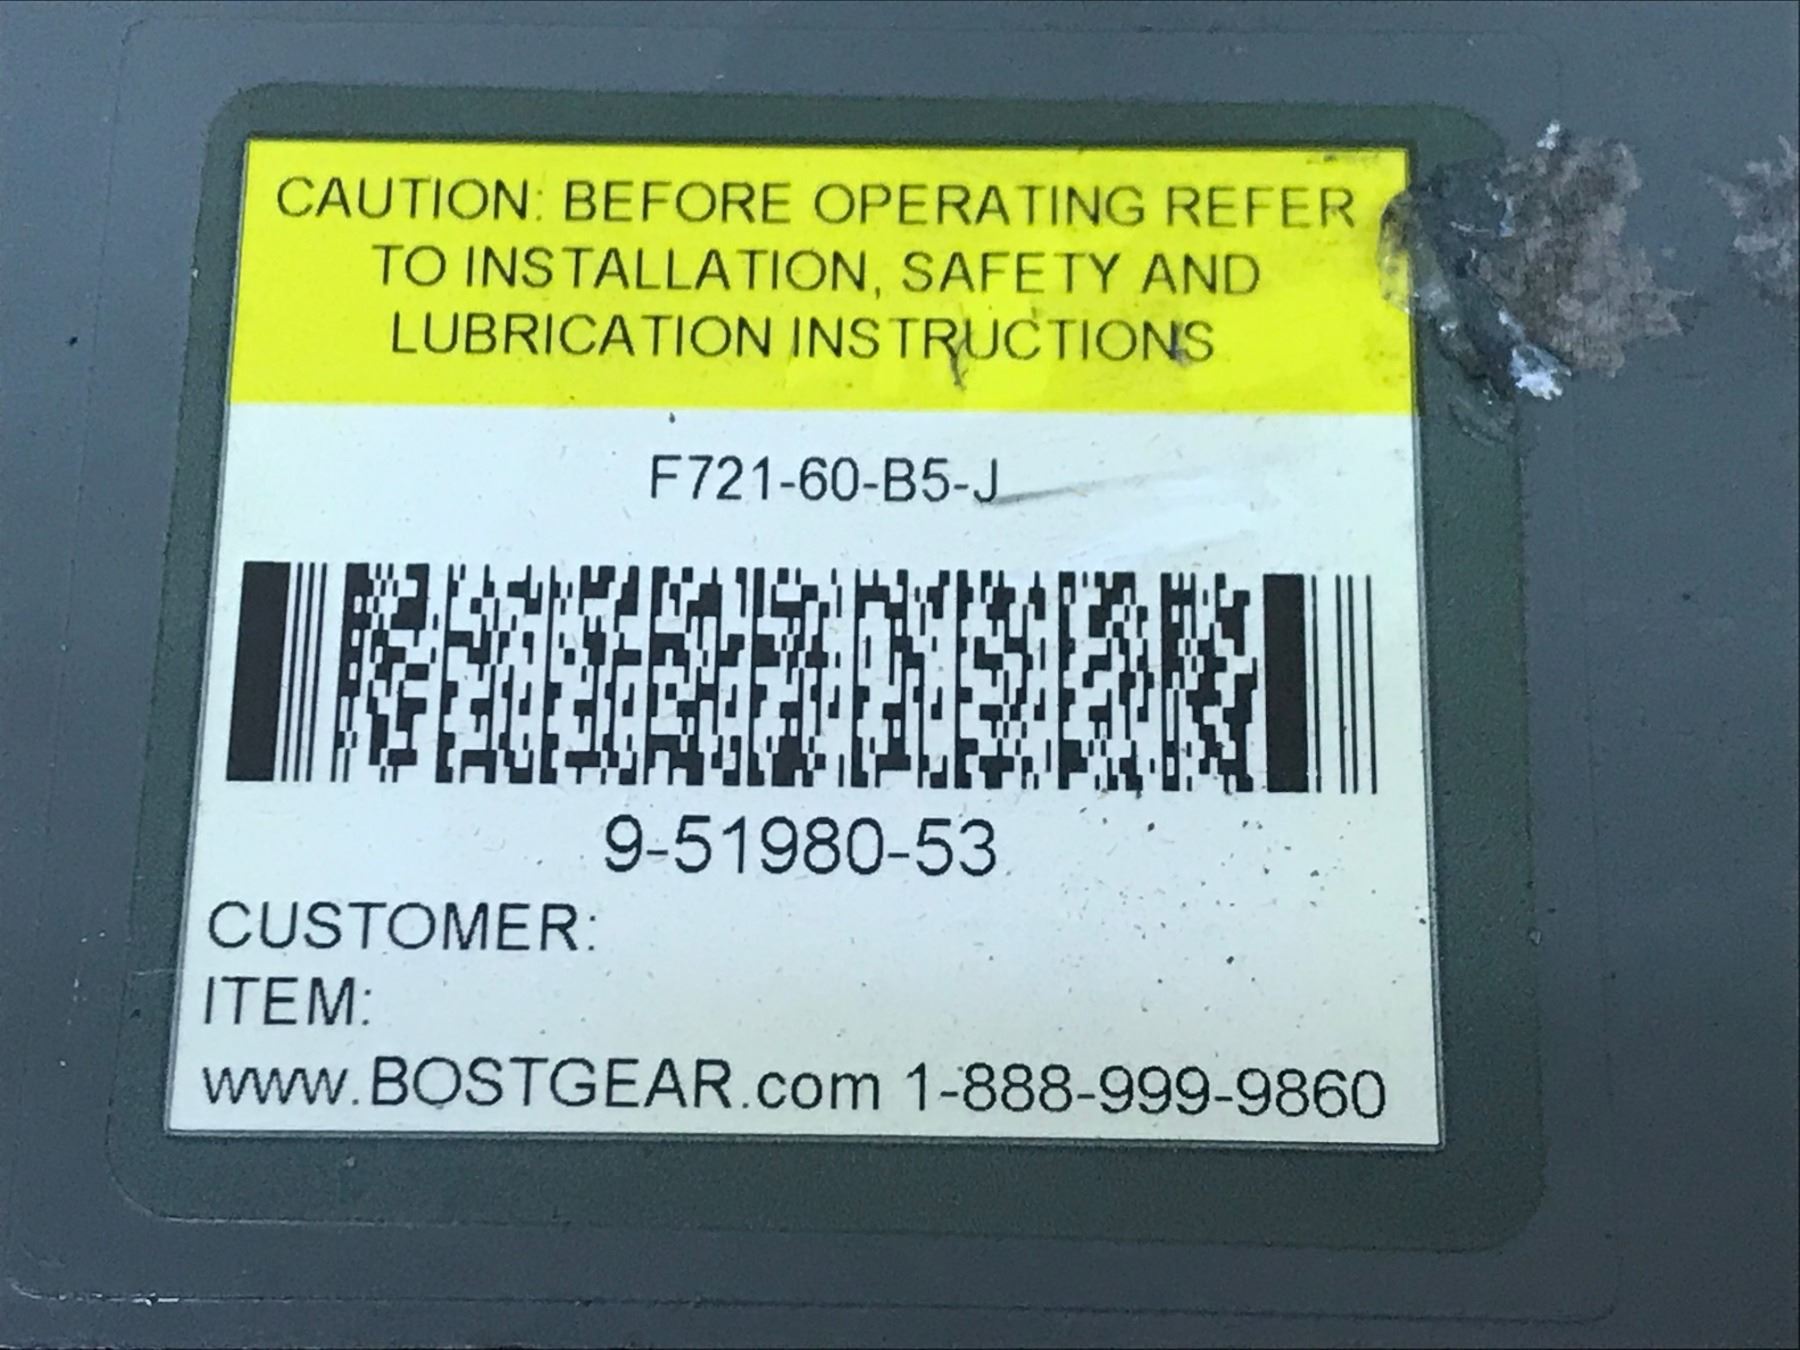 CAUTION: BEFORE OPERATING REFER
TO INSTALLATION, SAFETY AND
LUBRICATION INSTRUCTIONS
F721-60-B5-J
9-51980-53
CUSTOMER:
ITEM:
www.BOSTGEAR.com 1-888-999-9860